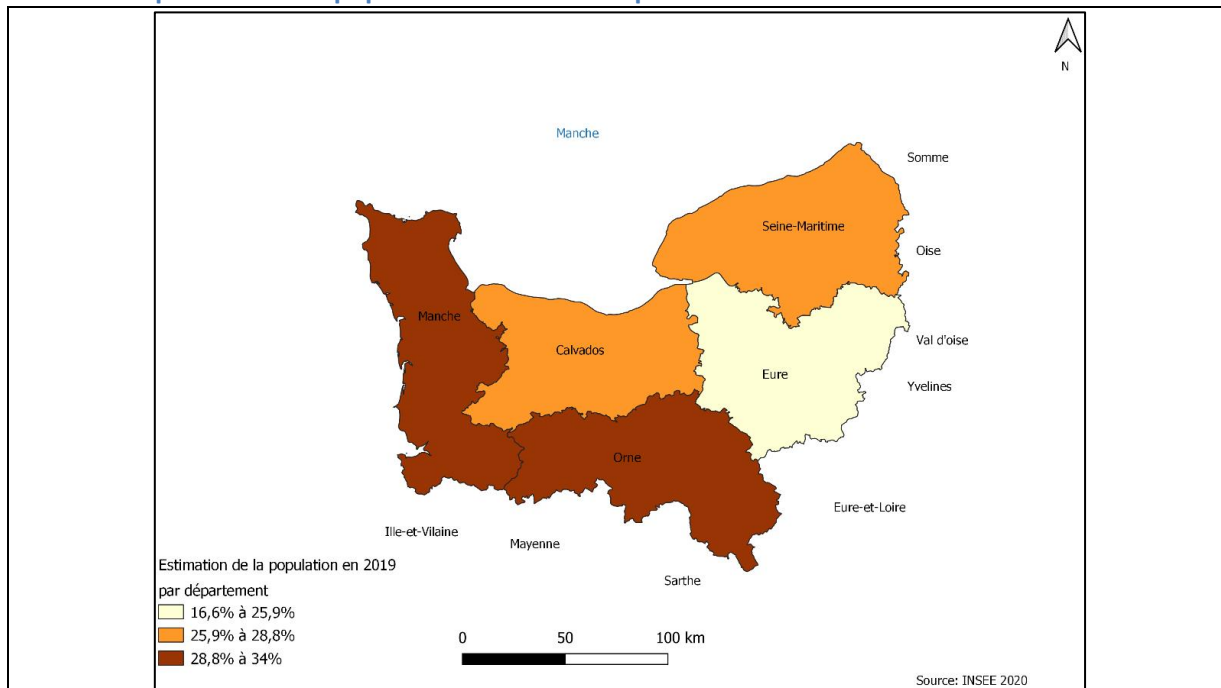 N
Manche
Somme
Seine-Maritime
Oise
Manche
Calvados
Val d'oise
Eure
Yvelines
Orne
Eure-et-Loire
Ille-et-Vilaine
Mayenne
Sarthe
Estimation de la population en 2019
par département
16,6% à 25,9%
25,9% à 28,8%
28,8% à 34%
0 50 100 km
Source: INSEE 2020